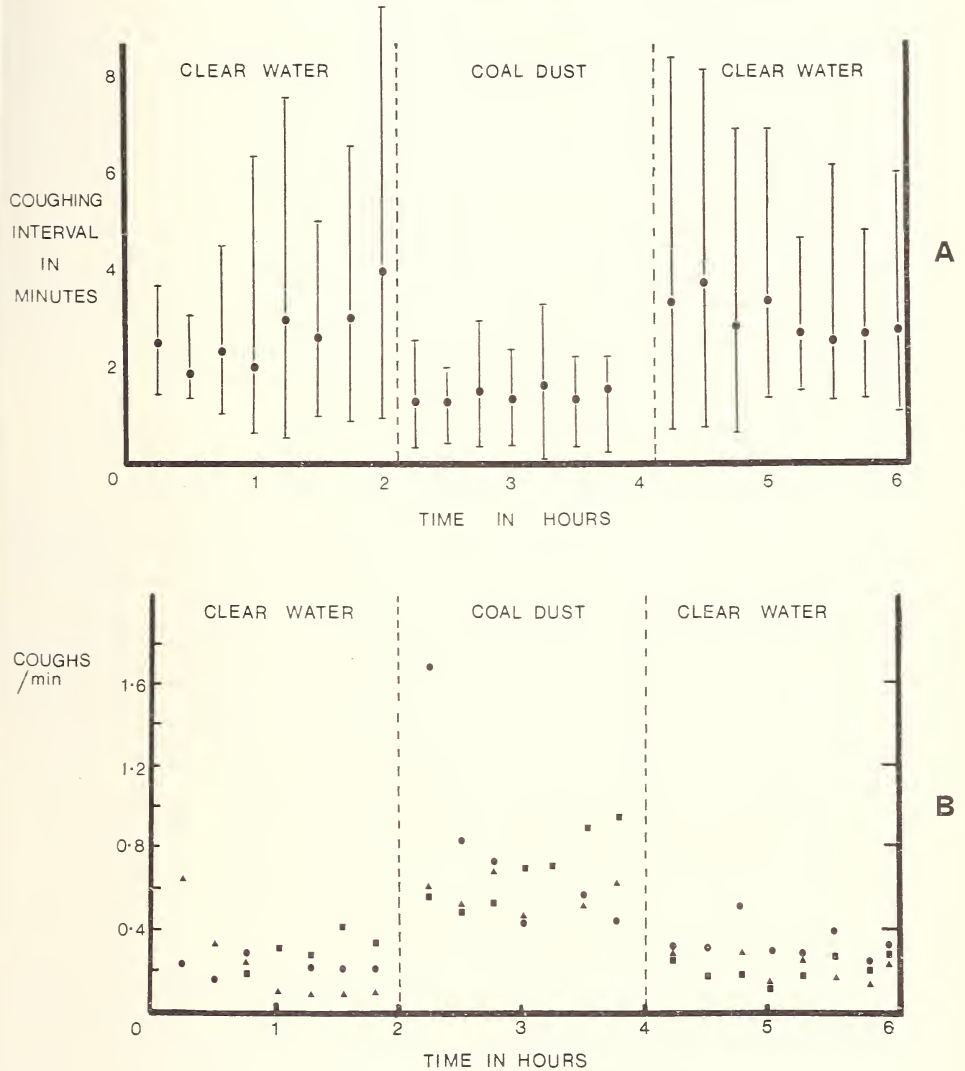 CLEAR WATER COAL DUST CLEAR WATER
8
6
COUGHING
INTERVAL
IN
MINUTES
4
2
A
0 1 2 3 4 5 6
TIME IN HOURS
CLEAR WATER COAL DUST CLEAR WATER
COUGHS
/min
1·6
1·2
0·8
0·4
B
0 1 2 3 4 5 6
TIME IN HOURS